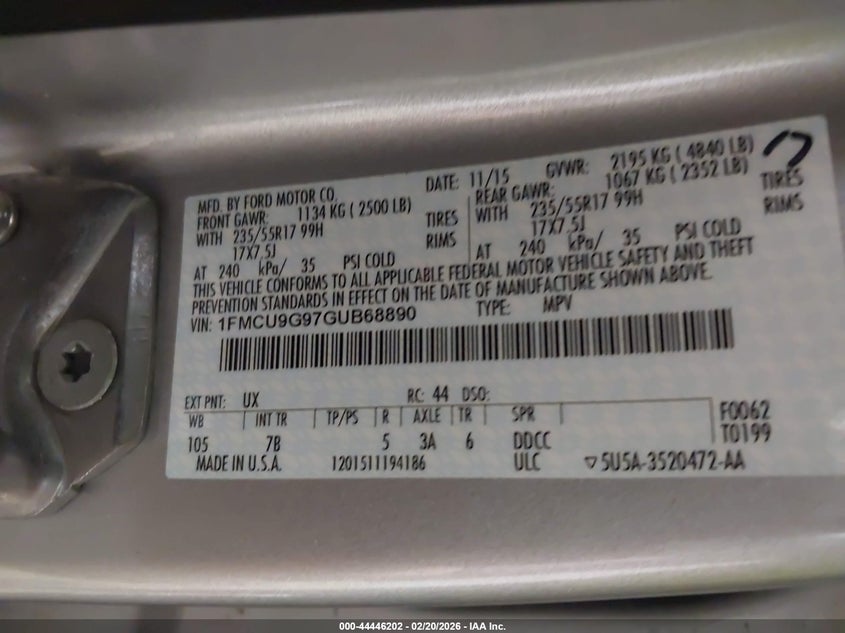 MFD. BY FORD MOTOR CO. DATE: 11/15 GVWR: 2195 KG ( 4840 LB)
FRONT GAWR: 1134 KG ( 2500 LB) REAR GAWR: 1067 KG ( 2352 LB)
WITH 235/55R17 99H TIRES WITH 235/55R17 99H TIRES
17X7.5J RIMS 17X7.5J RIMS
AT 240 kPa/ 35 PSI COLD AT 240 kPa/ 35 PSI COLD
THIS VEHICLE CONFORMS TO ALL APPLICABLE FEDERAL MOTOR VEHICLE SAFETY AND THEFT
PREVENTION STANDARDS IN EFFECT ON THE DATE OF MANUFACTURE SHOWN ABOVE.
VIN: 1FMCU9G97GUB68890 TYPE: MPV
EXT PNT: UX RC: 44 DSO:
WB INT TR TP/PS R AXLE TR SPR F0062
105 7B 5 3A 6 DDCC T0199
MADE IN U.S.A. 1201511194186 ULC ▽5U5A-3520472-AA
000-44446202 - 02/20/2026 - IAA Inc.